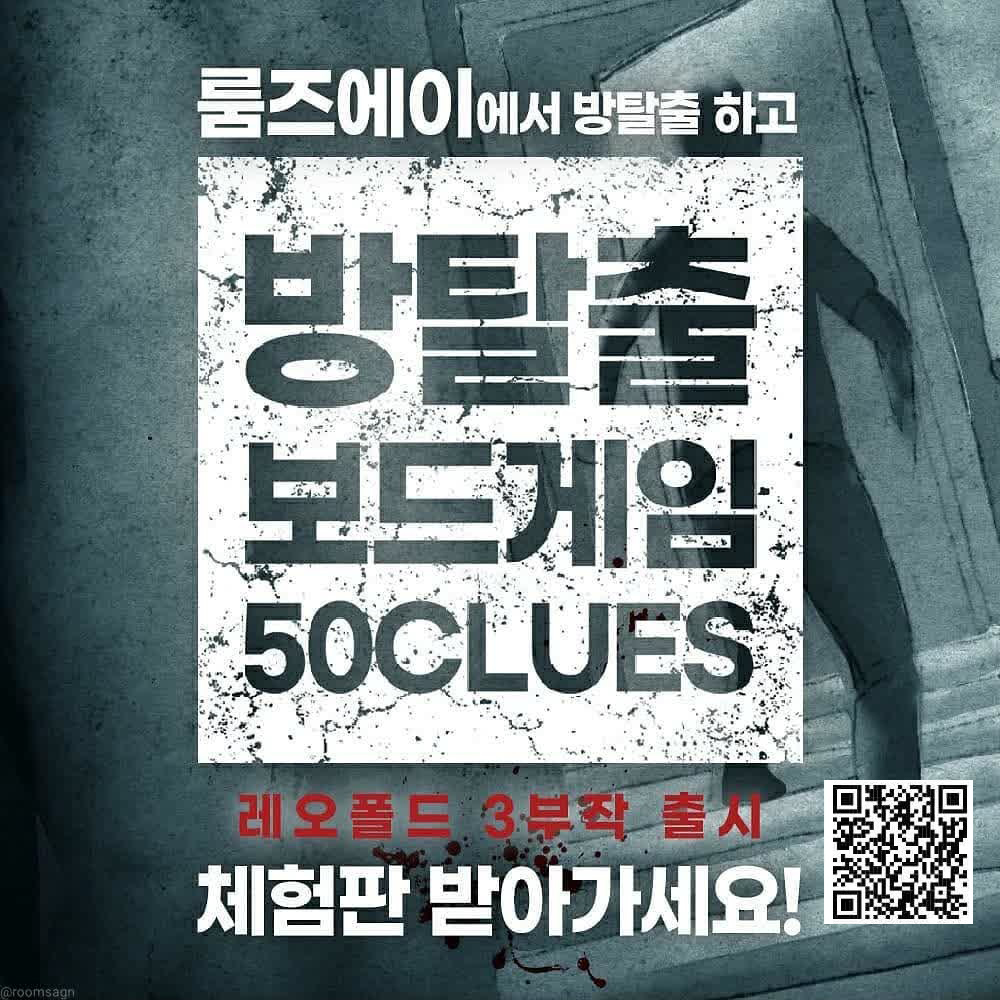 룸즈에이에서 방탈출 하고
방탈출
보드게임
50CLUES
레오폴드 3부작 출시
체험판 받아가세요!
@roomsagn